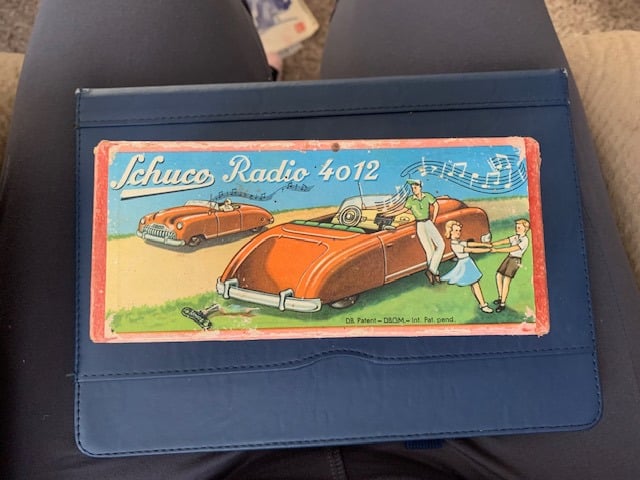 Schuco Radio 4012
DB Patent - DBGM. - Int. Pat. pend.